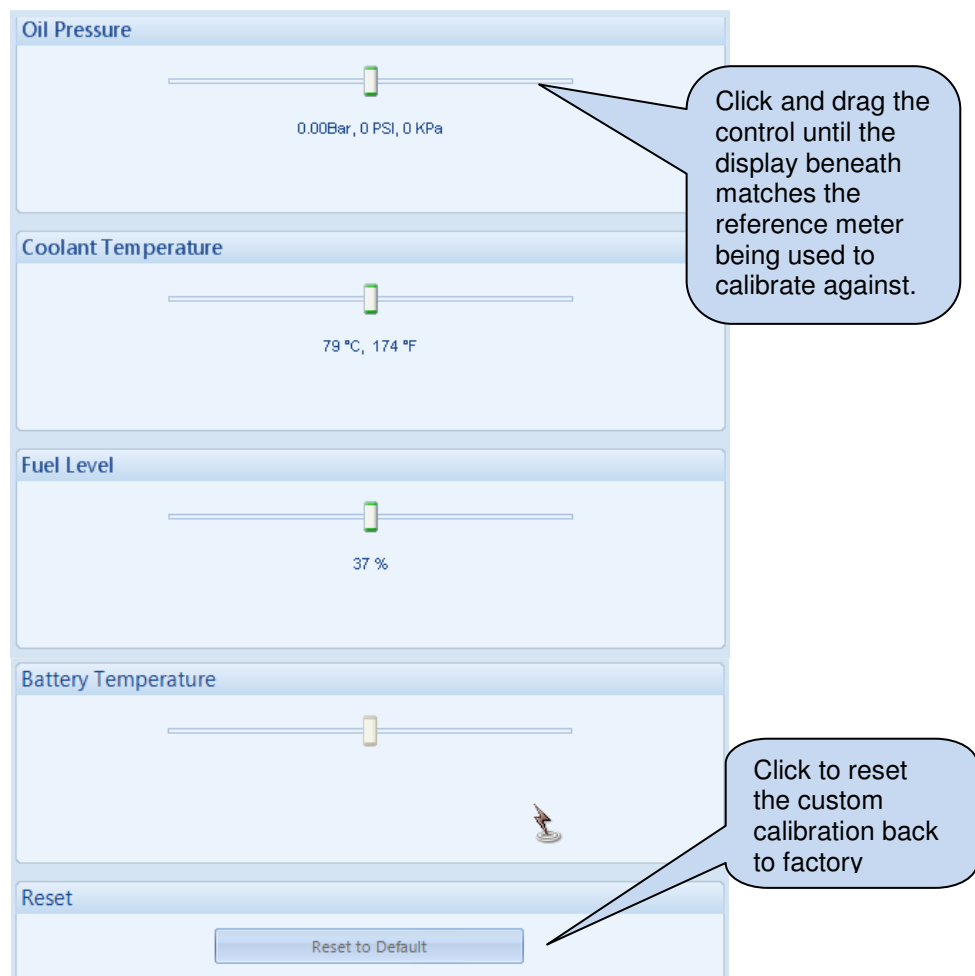 Oil Pressure
0.00Bar, 0 PSI, 0 KPa
Click and drag the
control until the
display beneath
matches the
reference meter
being used to
calibrate against.
Coolant Temperature
79 °C, 174 °F
Fuel Level
37 %
Battery Temperature
Click to reset
the custom
calibration back
to factory
Reset
Reset to Default